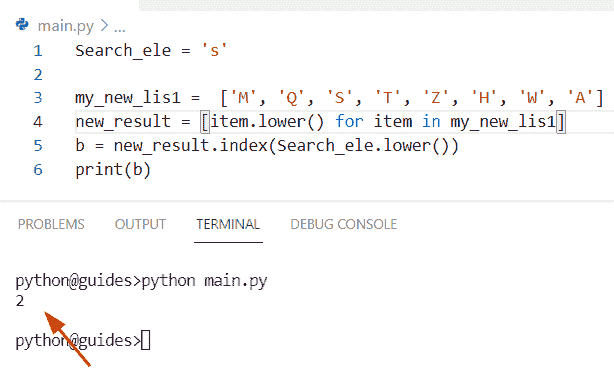 main.py > ...
1 Search_ele = 's'
2
3 my_new_lis1 =  ['M', 'Q', 'S', 'T', 'Z', 'H', 'W', 'A']
4 new_result = [item.lower() for item in my_new_lis1]
5 b = new_result.index(Search_ele.lower())
6 print(b)
PROBLEMS OUTPUT TERMINAL DEBUG CONSOLE
python@guides>python main.py
2
python@guides>